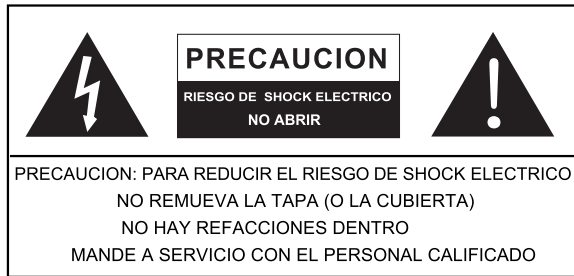 PRECAUCION
RIESGO DE SHOCK ELECTRICO
NO ABRIR
PRECAUCION: PARA REDUCIR EL RIESGO DE SHOCK ELECTRICO
NO REMUEVA LA TAPA (O LA CUBIERTA)
NO HAY REFACCIONES DENTRO
MANDE A SERVICIO CON EL PERSONAL CALIFICADO